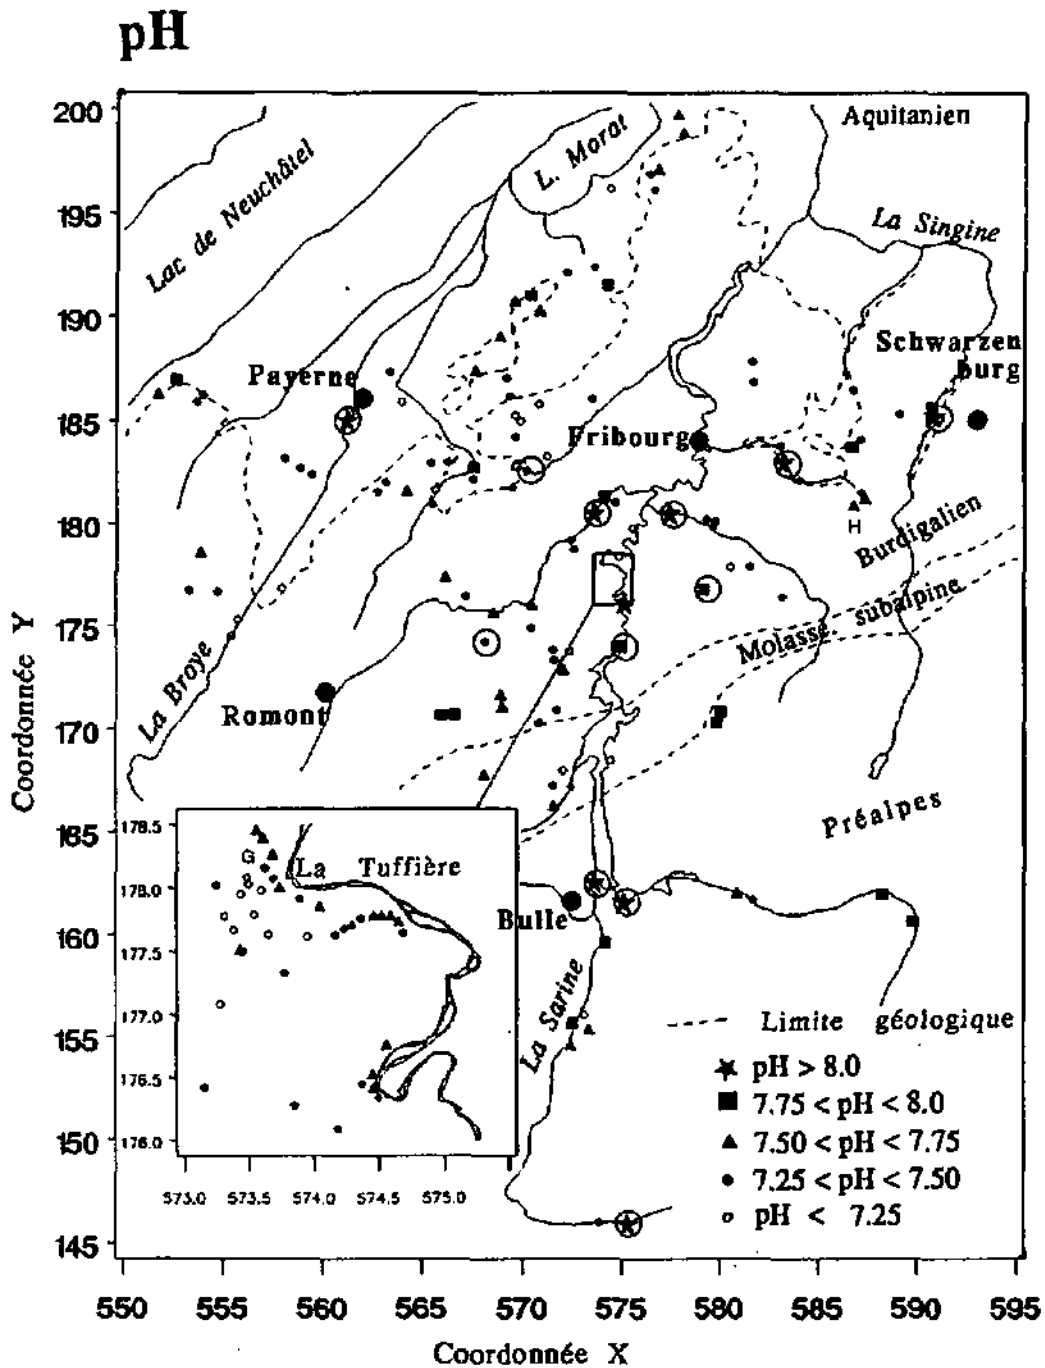 pH
200
195
190
185
180
175
170
165
160
155
150
145
Coordonnée Y
550 555 560 565 570 575 580 585 590 595
Coordonnée X
Lac de Neuchâtel
L. Morat
Aquitanien
La Singine
Schwarzen
burg
Payerne
Fribourg
H
Burdigalien
Molasse subalpine
La Broye
Romont
Préalpes
Bulle
La Sarine
178.5
178.0
177.5
177.0
176.5
176.0
573.0 573.5 574.0 574.5 575.0
G
La Tuffière
Limite géologique
pH > 8.0
7.75 < pH < 8.0
7.50 < pH < 7.75
7.25 < pH < 7.50
pH < 7.25